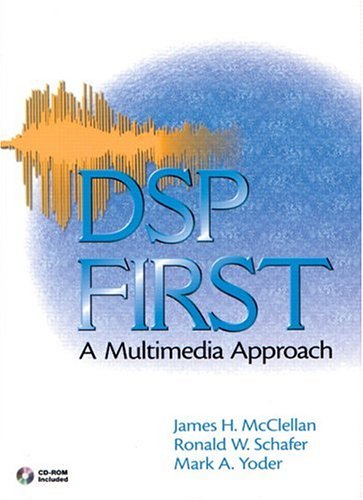 DSP
FIRST
A Multimedia Approach
James H. McClellan
Ronald W. Schafer
Mark A. Yoder
CD-ROM
Included